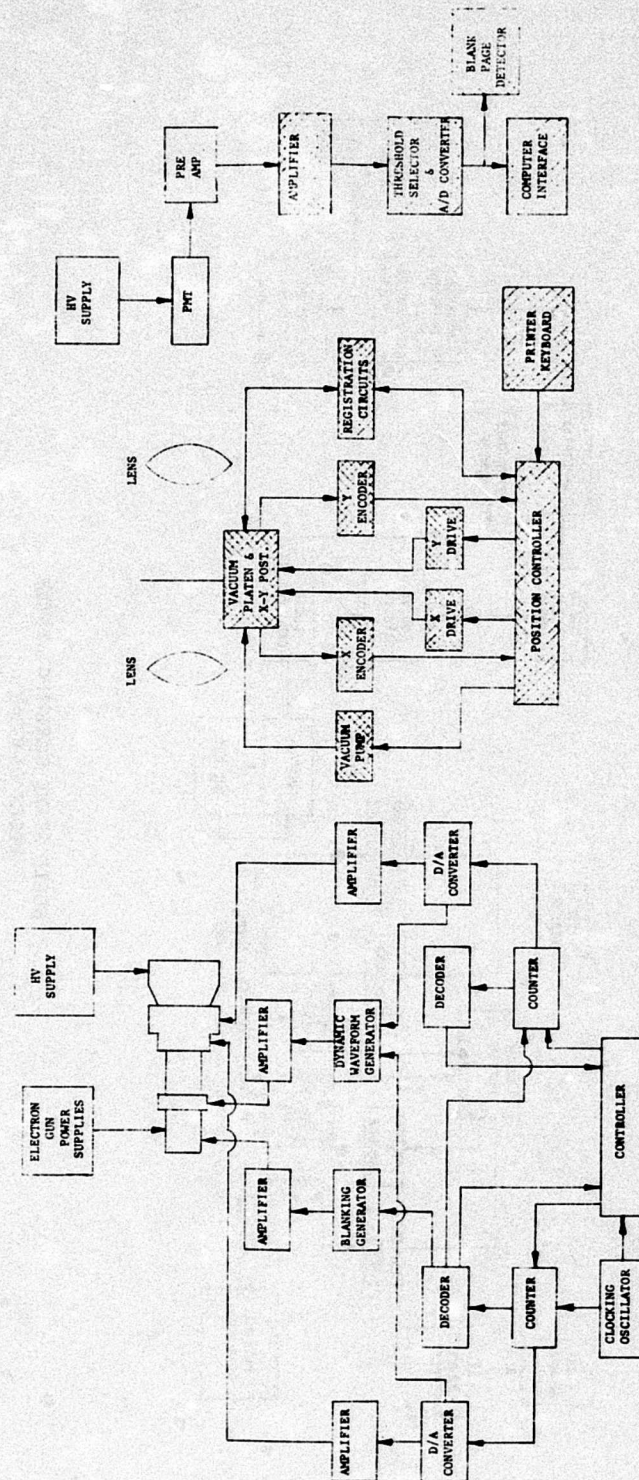 HV
SUPPLY
PMT
PRE
AMP
AMPLIFIER
THRESHOLD
SELECTOR
&
A/D CONVERTER
BLANK
PAGE
DETECTOR
COMPUTER
INTERFACE
LENS
LENS
VACUUM
PLATEN &
X-Y POST.
REGISTRATION
CIRCUITS
Y
ENCODER
Y
DRIVE
X
DRIVE
X
ENCODER
VACUUM
PUMP
POSITION CONTROLLER
PRINTER
KEYBOARD
ELECTRON
GUN
POWER
SUPPLIES
HV
SUPPLY
AMPLIFIER
AMPLIFIER
AMPLIFIER
AMPLIFIER
BLANKING
GENERATOR
DYNAMIC
WAVEFORM
GENERATOR
D/A
CONVERTER
D/A
CONVERTER
DECODER
DECODER
COUNTER
COUNTER
CLOCKING
OSCILLATOR
CONTROLLER